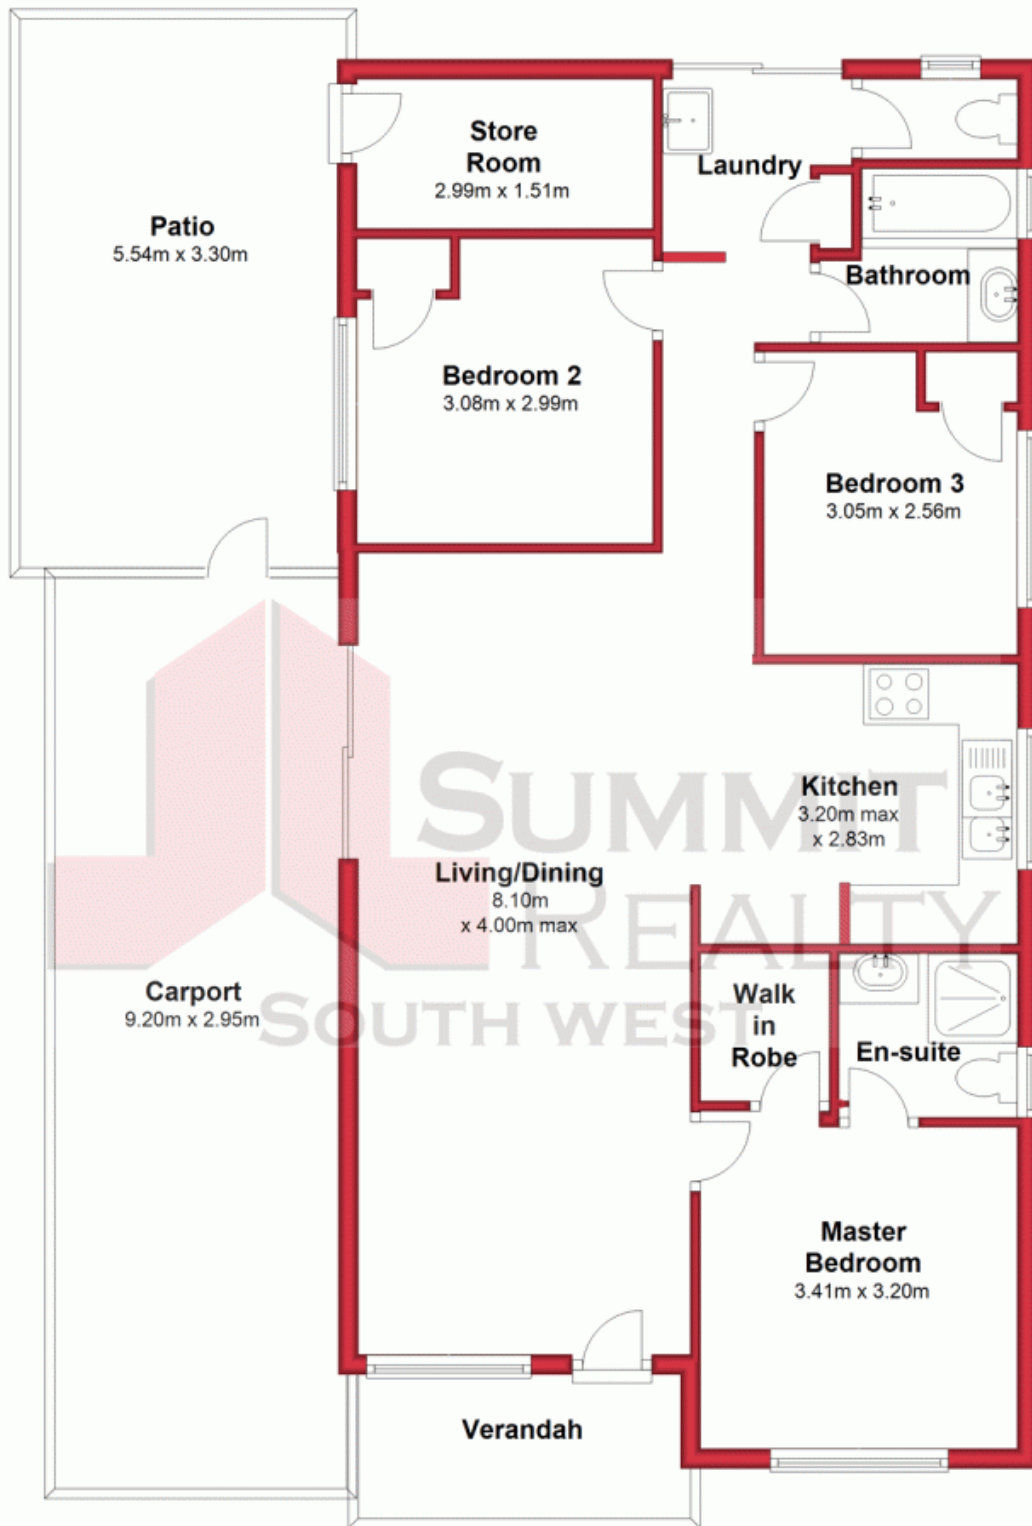 Store
Room
2.99m x 1.51m
Laundry
Patio
5.54m x 3.30m
Bathroom
Bedroom 2
3.08m x 2.99m
Bedroom 3
3.05m x 2.56m
Kitchen
3.20m max
x 2.83m
SUMMIT
Living/Dining
8.10m
x 4.00m max
REALTY
Carport
9.20m x 2.95m
SOUTH WEST
Walk
in
Robe
En-suite
Master
Bedroom
3.41m x 3.20m
Verandah